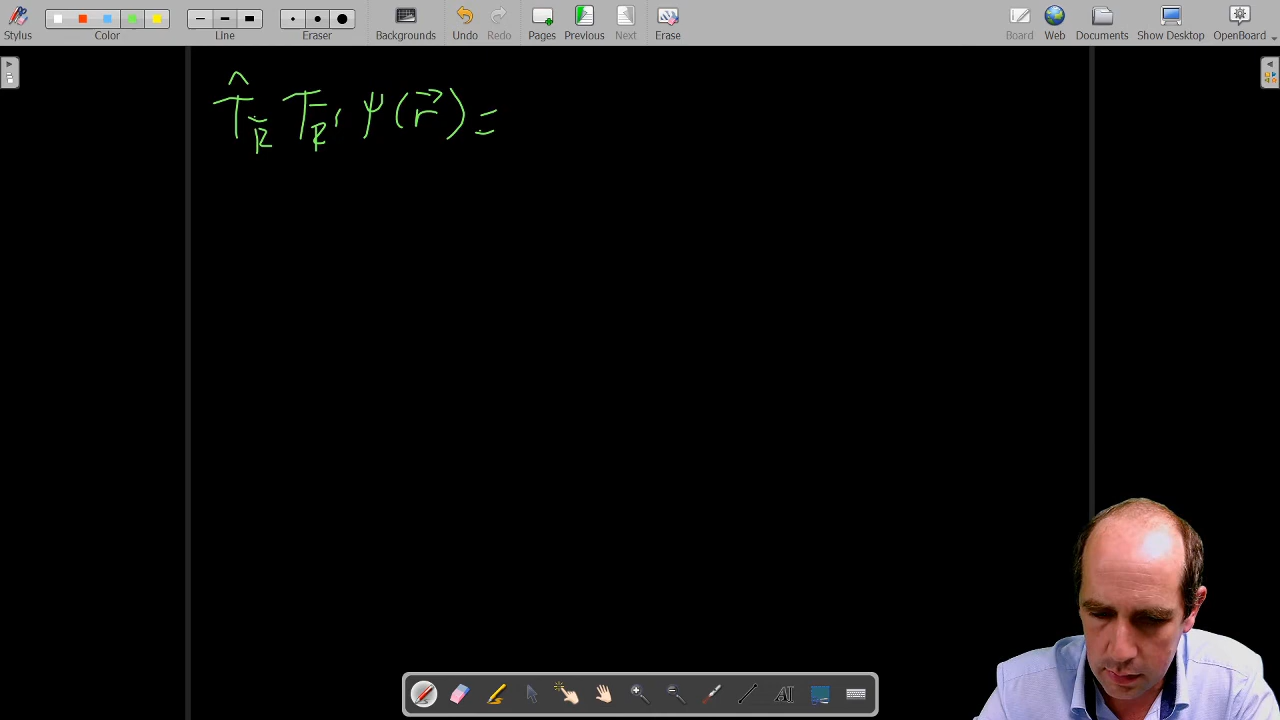 Stylus Color Line Eraser Backgrounds Undo Redo Pages Previous Next Erase Board Web Documents Show Desktop OpenBoard
T̂_R̄ T_R̄' ψ(r⃗) =
AI